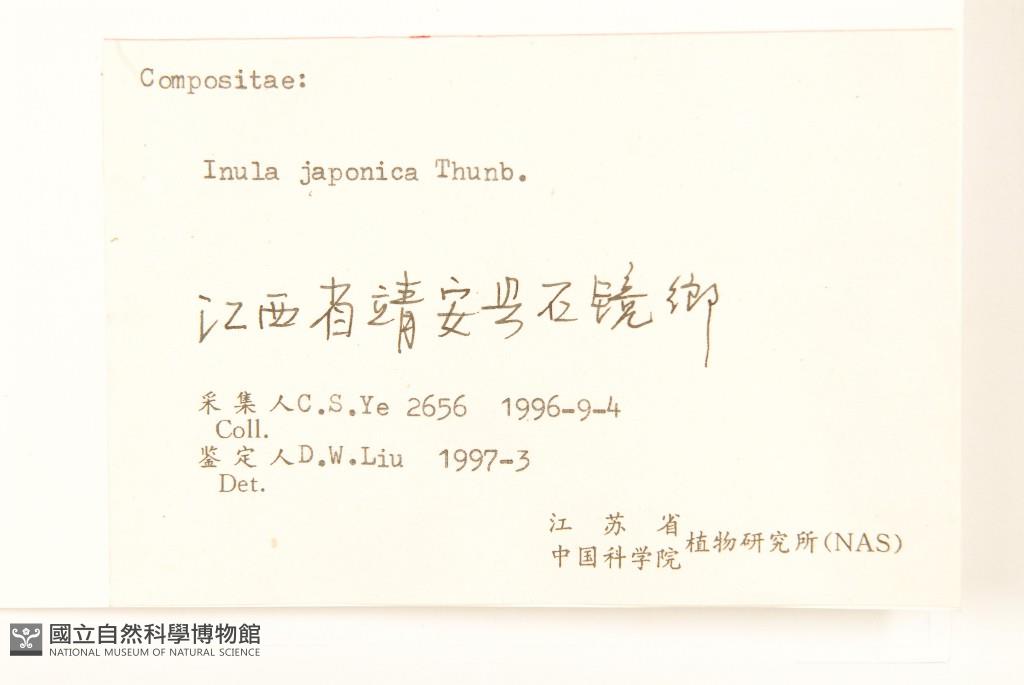 Compositae:
Inula japonica Thunb.
江西省靖安县石镜鄉
采集人C.S.Ye 2656 1996-9-4
Coll.
鉴定人D.W.Liu 1997-3
Det.
江苏省
中国科学院植物研究所(NAS)
國立自然科學博物館
NATIONAL MUSEUM OF NATURAL SCIENCE